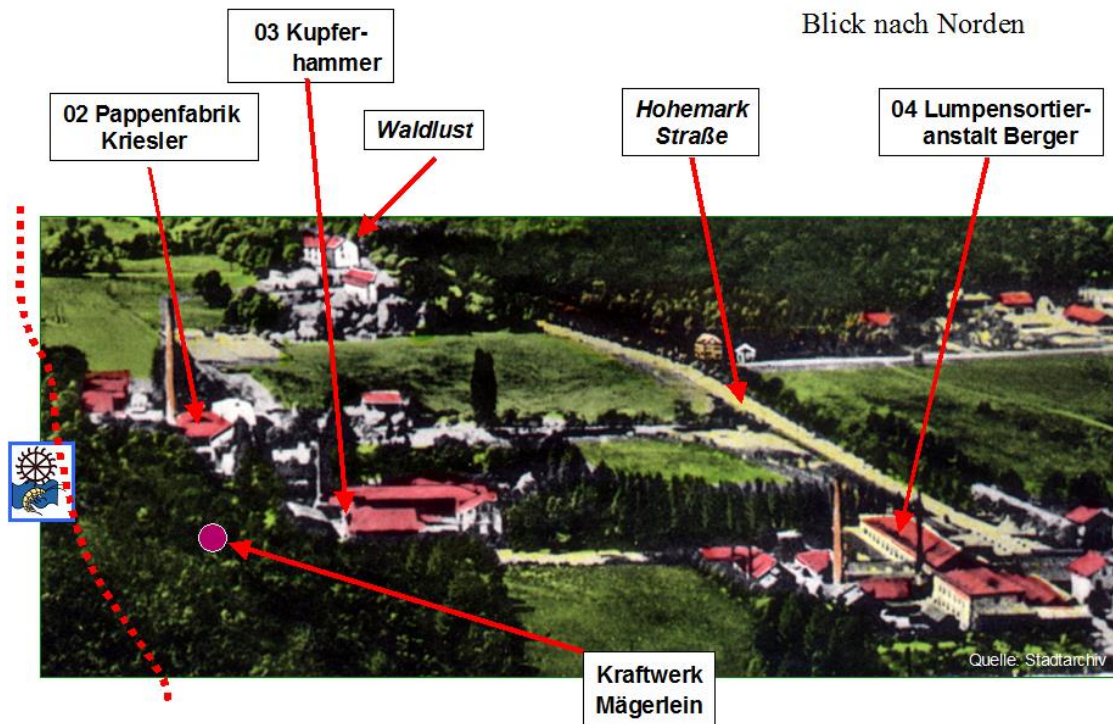 Blick nach Norden
03 Kupfer-
hammer
02 Pappenfabrik
Kriesler
Waldlust
Hohemark
Straße
04 Lumpensortier-
anstalt Berger
Quelle: Stadtarchiv
Kraftwerk
Mägerlein